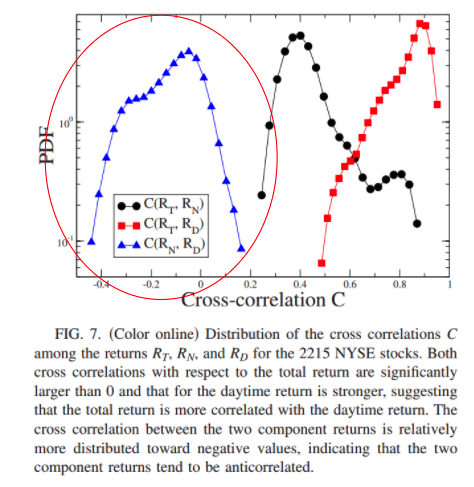 PDF
10⁰
10⁻¹
C(R_T, R_N)
C(R_T, R_D)
C(R_N, R_D)
-0.4 -0.2 0 0.2 0.4 0.6 0.8 1
Cross-correlation C
FIG. 7. (Color online) Distribution of the cross correlations C
among the returns R_T, R_N, and R_D for the 2215 NYSE stocks. Both
cross correlations with respect to the total return are significantly
larger than 0 and that for the daytime return is stronger, suggesting
that the total return is more correlated with the daytime return. The
cross correlation between the two component returns is relatively
more distributed toward negative values, indicating that the two
component returns tend to be anticorrelated.